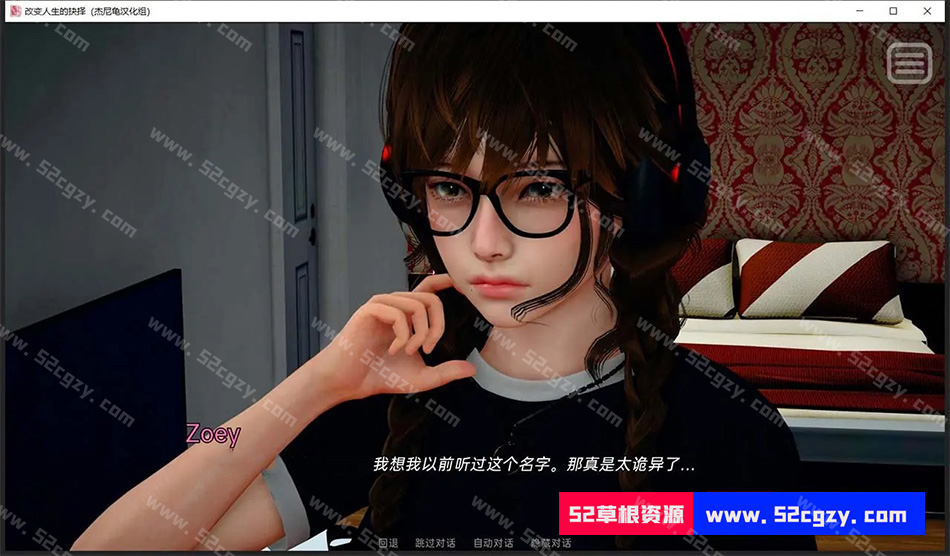 改变人生的抉择 (杰尼龟汉化组)
Zoey
我想我以前听过这个名字。那真是太诡异了...
52草根资源 www.52cgzy.com
回退 跳过对话 自动对话 隐藏对话
www.52cgzy.com